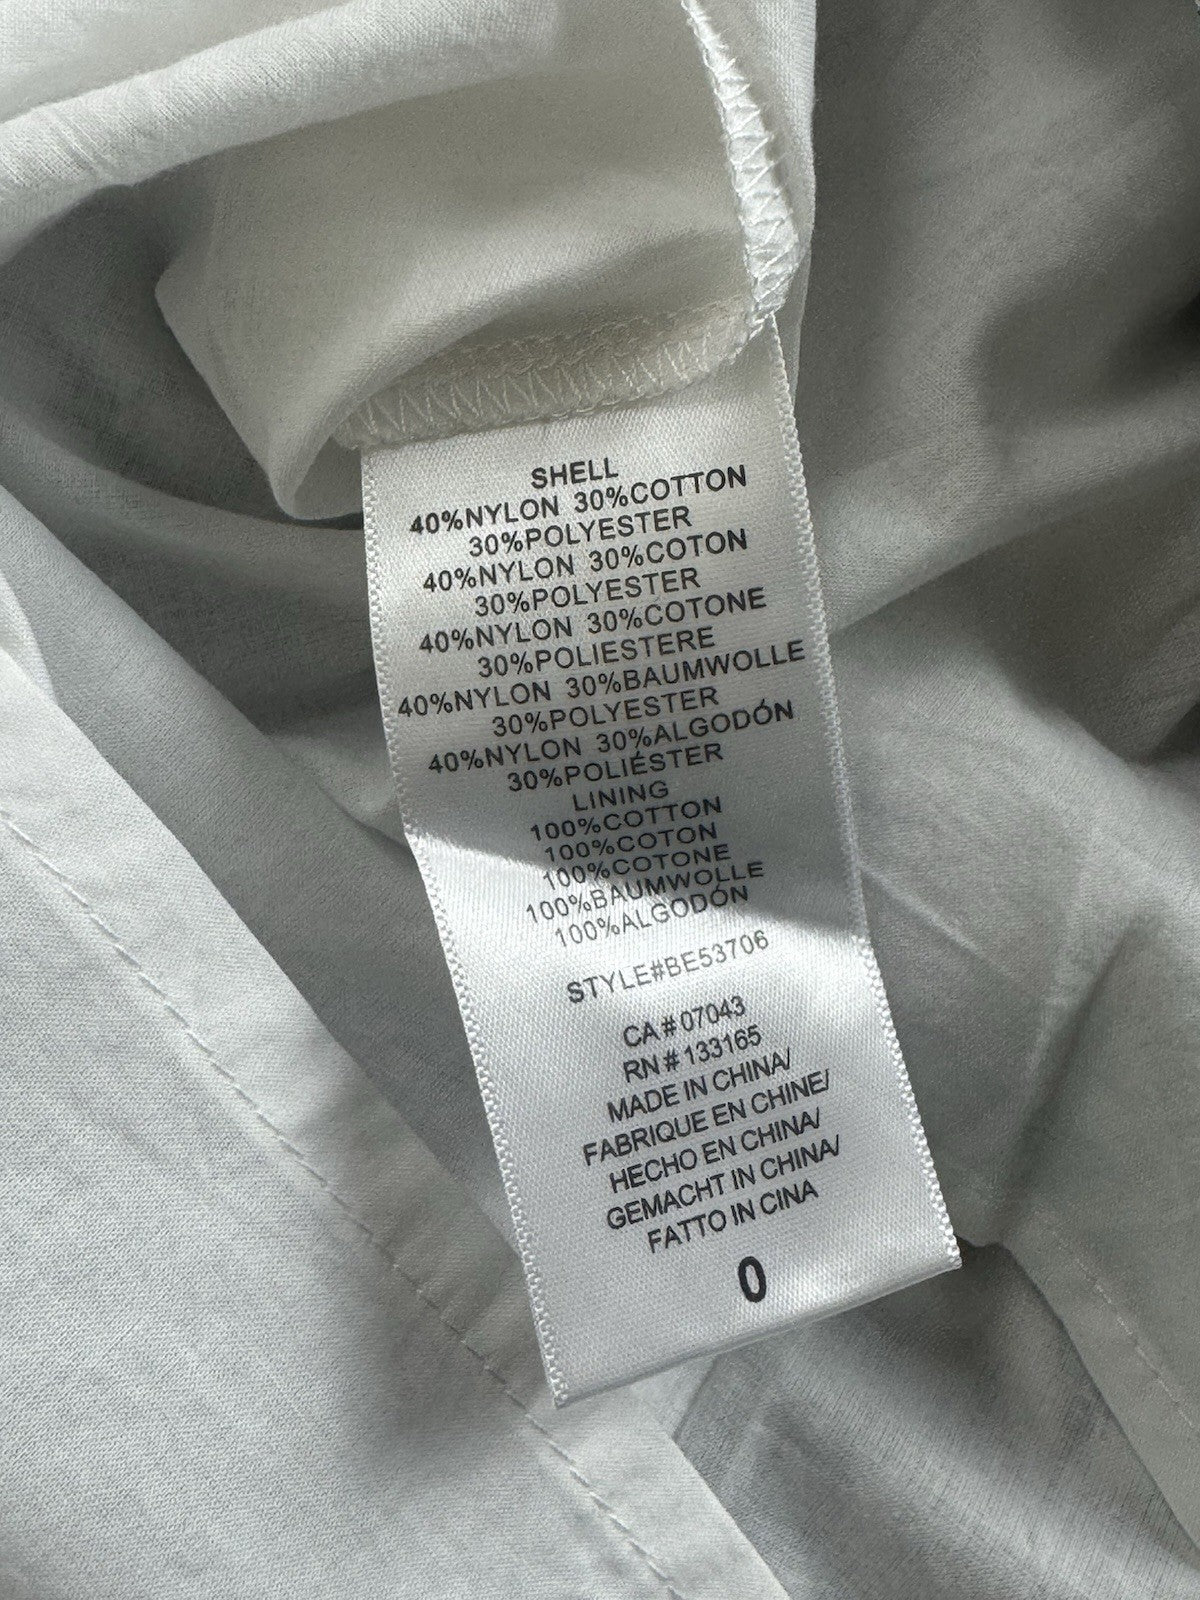 SHELL
40%NYLON 30%COTTON
30%POLYESTER
40%NYLON 30%COTON
30%POLYESTER
40%NYLON 30%COTONE
30%POLIESTERE
40%NYLON 30%BAUMWOLLE
30%POLYESTER
40%NYLON 30%ALGODÓN
30%POLIÉSTER
LINING
100%COTTON
100%COTON
100%COTONE
100%BAUMWOLLE
100%ALGODÓN
STYLE#BE53706
CA # 07043
RN # 133165
MADE IN CHINA/
FABRIQUE EN CHINE/
HECHO EN CHINA/
GEMACHT IN CHINA/
FATTO IN CINA
0